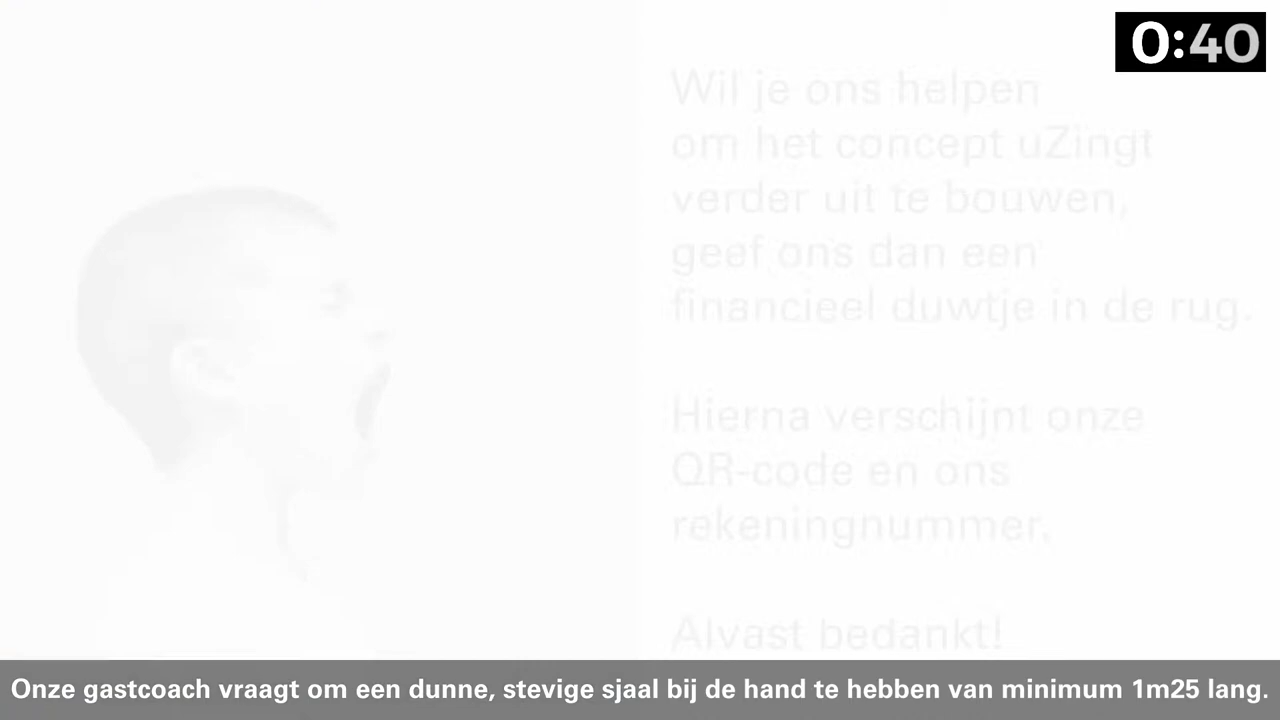 0:40
Wil je ons helpen
om het concept uZingt
verder uit te bouwen,
geef ons dan een
financieel duwtje in de rug.
Hierna verschijnt onze
QR-code en ons
rekeningnummer.
Alvast bedankt!
Onze gastcoach vraagt om een dunne, stevige sjaal bij de hand te hebben van minimum 1m25 lang.